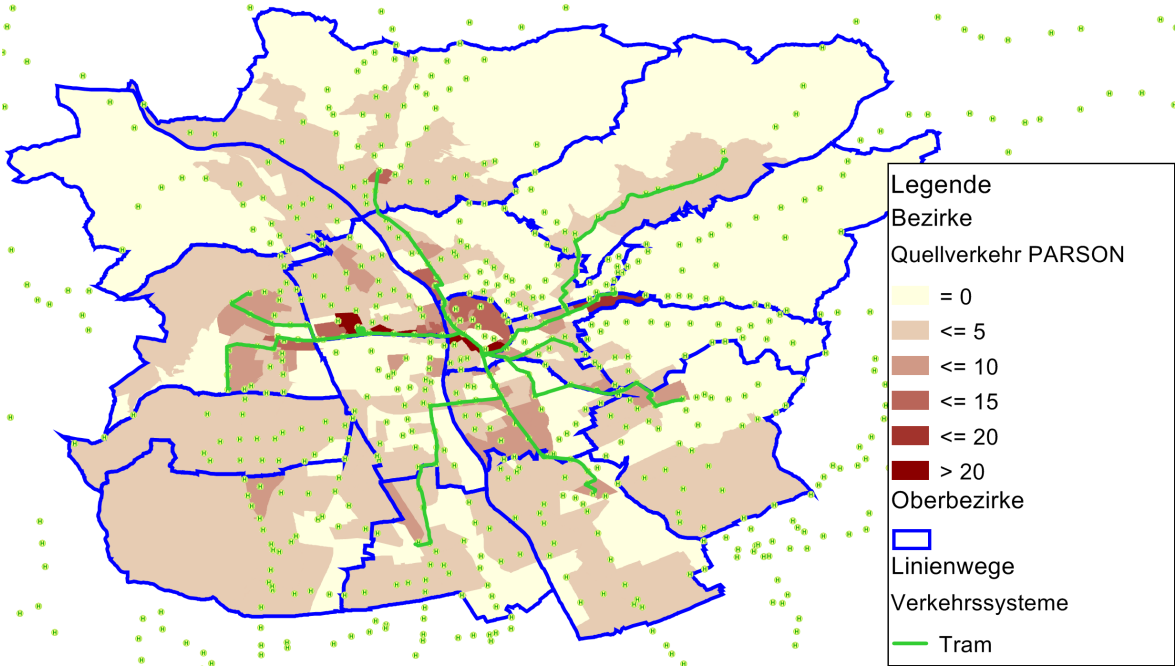 Legende
Bezirke
Quellverkehr PARSON
= 0
<= 5
<= 10
<= 15
<= 20
> 20
Oberbezirke
Linienwege
Verkehrssysteme
Tram